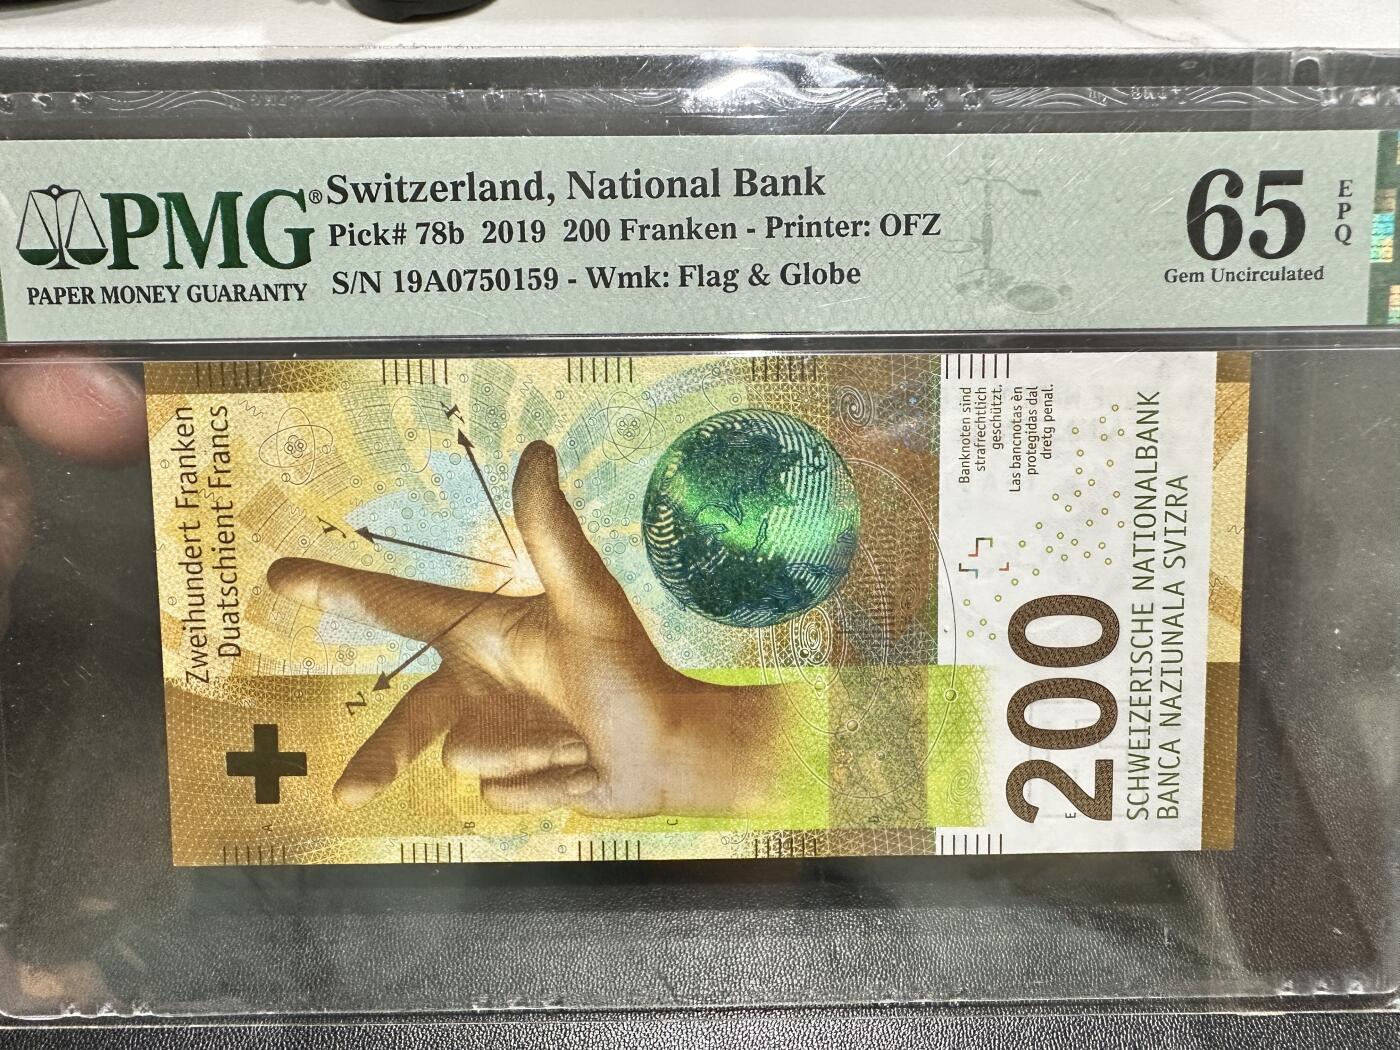 PMG®
PAPER MONEY GUARANTY
Switzerland, National Bank
Pick# 78b 2019 200 Franken - Printer: OFZ
S/N 19A0750159 - Wmk: Flag & Globe
65
EPQ
Gem Uncirculated
Zweihundert Franken
Duatschient Francs
x
y
z
A
B
C
D
E
Banknoten sind
strafrechtlich
geschützt.
Las bancnotas èn
protegidas dal
dretg penal.
200
SCHWEIZERISCHE NATIONALBANK
BANCA NAZIUNALA SVIZRA